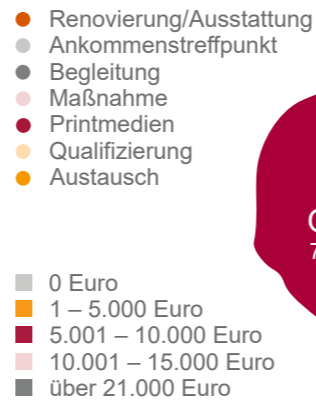 Renovierung/Ausstattung
Ankommenstreffpunkt
Begleitung
Maßnahme
Printmedien
Qualifizierung
Austausch
0 Euro
1 – 5.000 Euro
5.001 – 10.000 Euro
10.001 – 15.000 Euro
über 21.000 Euro